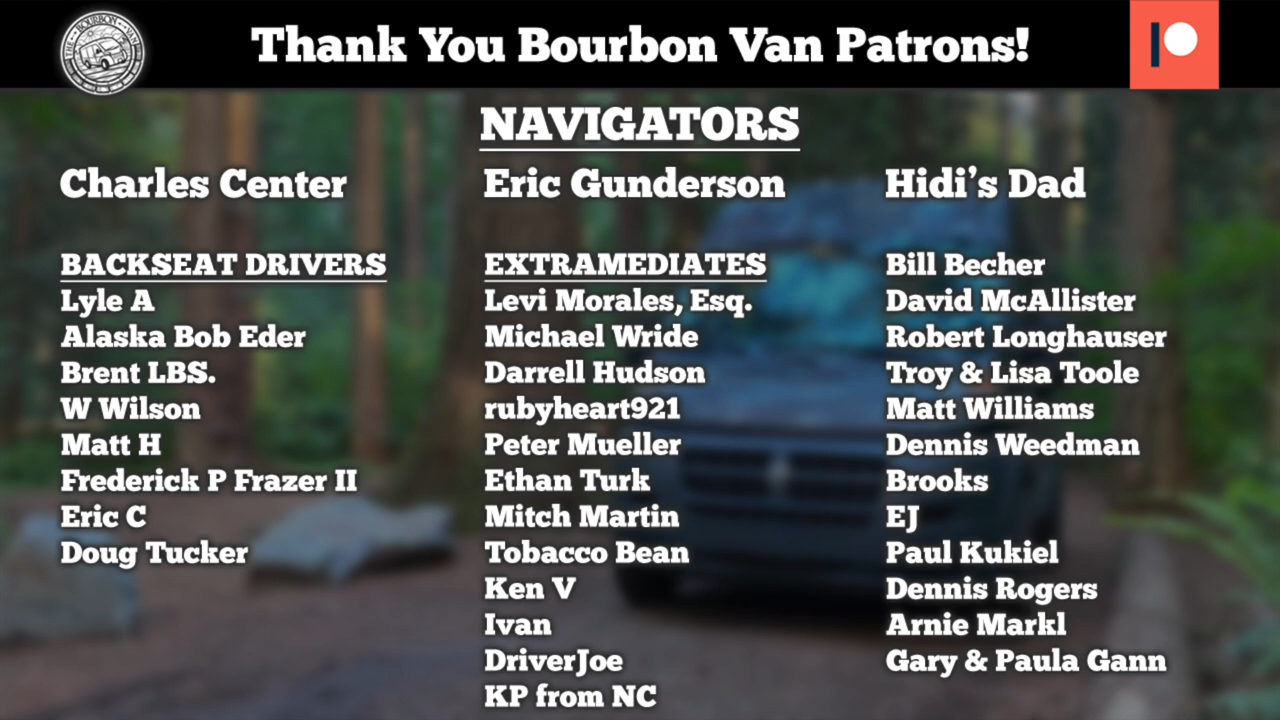 THE BOURBON VAN
Thank You Bourbon Van Patrons!
NAVIGATORS
Charles Center
Eric Gunderson
Hidi's Dad
BACKSEAT DRIVERS
Lyle A
Alaska Bob Eder
Brent LBS.
W Wilson
Matt H
Frederick P Frazer II
Eric C
Doug Tucker
EXTRAMEDIATES
Levi Morales, Esq.
Michael Wride
Darrell Hudson
rubyheart921
Peter Mueller
Ethan Turk
Mitch Martin
Tobacco Bean
Ken V
Ivan
DriverJoe
KP from NC
Bill Becher
David McAllister
Robert Longhauser
Troy & Lisa Toole
Matt Williams
Dennis Weedman
Brooks
EJ
Paul Kukiel
Dennis Rogers
Arnie Markl
Gary & Paula Gann